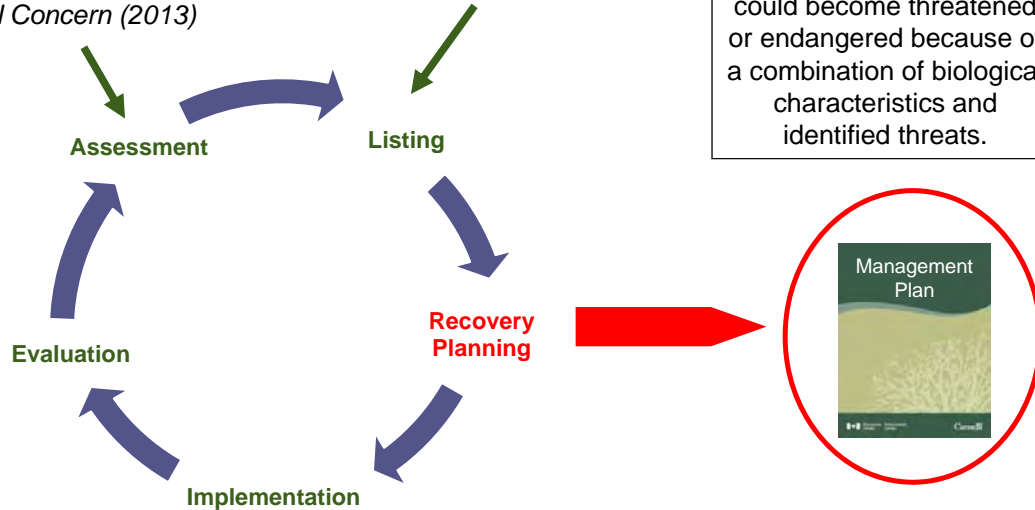 l Concern (2013)
could become threatened
or endangered because o
a combination of biologica
characteristics and
identified threats.
Assessment
Listing
Recovery
Planning
Implementation
Evaluation
Management
Plan
Canada